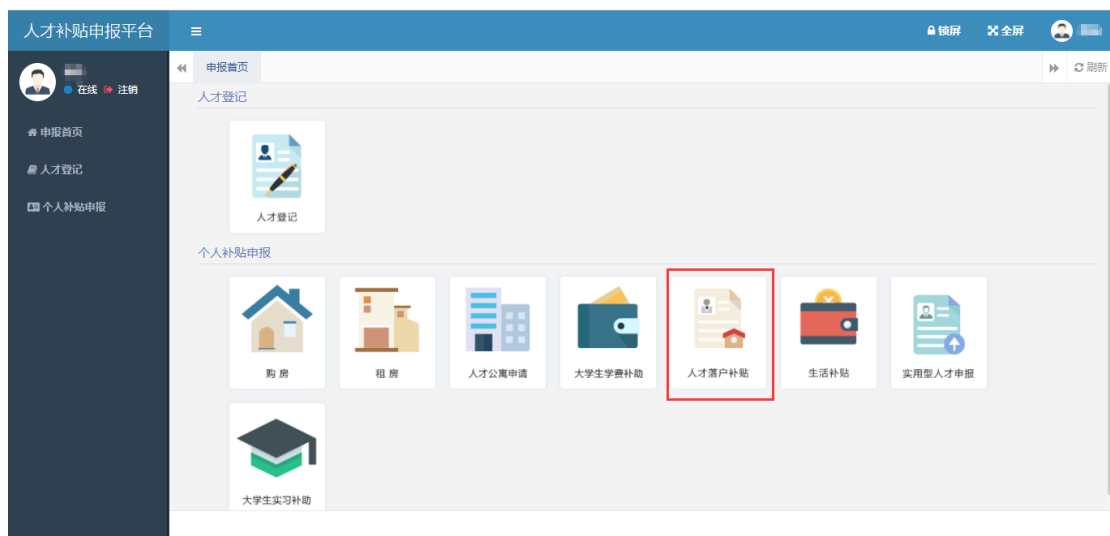 人才补贴申报平台
锁屏 全屏
在线 注销
申报首页
人才登记
个人补贴申报
申报首页
刷新
人才登记
人才登记
个人补贴申报
购房 租房 人才公寓申请 大学生学费补助 人才落户补贴 生活补贴 实用型人才申报
大学生实习补助